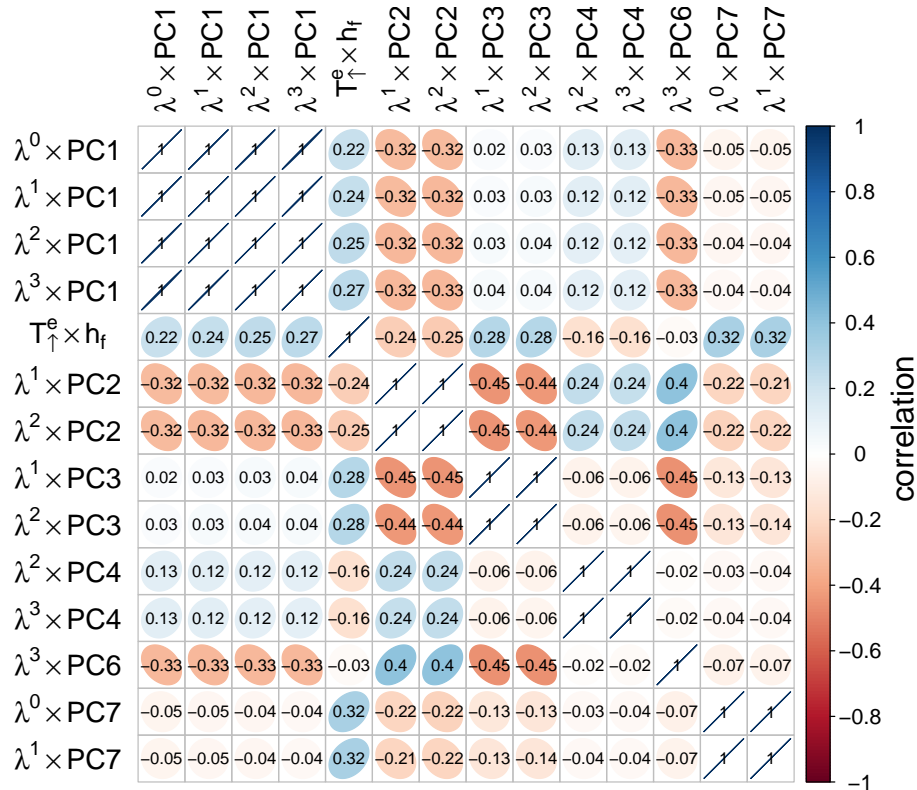 λ⁰ × PC1 λ¹ × PC1 λ² × PC1 λ³ × PC1 T↑ᵉ × h_f λ¹ × PC2 λ² × PC2 λ¹ × PC3 λ² × PC3 λ² × PC4 λ³ × PC4 λ³ × PC6 λ⁰ × PC7 λ¹ × PC7
λ⁰ × PC1 1 1 1 1 0.22 −0.32 −0.32 0.02 0.03 0.13 0.13 −0.33 −0.05 −0.05
λ¹ × PC1 1 1 1 1 0.24 −0.32 −0.32 0.03 0.03 0.12 0.12 −0.33 −0.05 −0.05
λ² × PC1 1 1 1 1 0.25 −0.32 −0.32 0.03 0.04 0.12 0.12 −0.33 −0.04 −0.04
λ³ × PC1 1 1 1 1 0.27 −0.32 −0.33 0.04 0.04 0.12 0.12 −0.33 −0.04 −0.04
T↑ᵉ × h_f 0.22 0.24 0.25 0.27 1 −0.24 −0.25 0.28 0.28 −0.16 −0.16 −0.03 0.32 0.32
λ¹ × PC2 −0.32 −0.32 −0.32 −0.32 −0.24 1 1 −0.45 −0.44 0.24 0.24 0.4 −0.22 −0.21
λ² × PC2 −0.32 −0.32 −0.32 −0.33 −0.25 1 1 −0.45 −0.44 0.24 0.24 0.4 −0.22 −0.22
λ¹ × PC3 0.02 0.03 0.03 0.04 0.28 −0.45 −0.45 1 1 −0.06 −0.06 −0.45 −0.13 −0.13
λ² × PC3 0.03 0.03 0.04 0.04 0.28 −0.44 −0.44 1 1 −0.06 −0.06 −0.45 −0.13 −0.14
λ² × PC4 0.13 0.12 0.12 0.12 −0.16 0.24 0.24 −0.06 −0.06 1 1 −0.02 −0.03 −0.04
λ³ × PC4 0.13 0.12 0.12 0.12 −0.16 0.24 0.24 −0.06 −0.06 1 1 −0.02 −0.04 −0.04
λ³ × PC6 −0.33 −0.33 −0.33 −0.33 −0.03 0.4 0.4 −0.45 −0.45 −0.02 −0.02 1 −0.07 −0.07
λ⁰ × PC7 −0.05 −0.05 −0.04 −0.04 0.32 −0.22 −0.22 −0.13 −0.13 −0.03 −0.04 −0.07 1 1
λ¹ × PC7 −0.05 −0.05 −0.04 −0.04 0.32 −0.21 −0.22 −0.13 −0.14 −0.04 −0.04 −0.07 1 1
1
0.8
0.6
0.4
0.2
0
−0.2
−0.4
−0.6
−0.8
−1
correlation